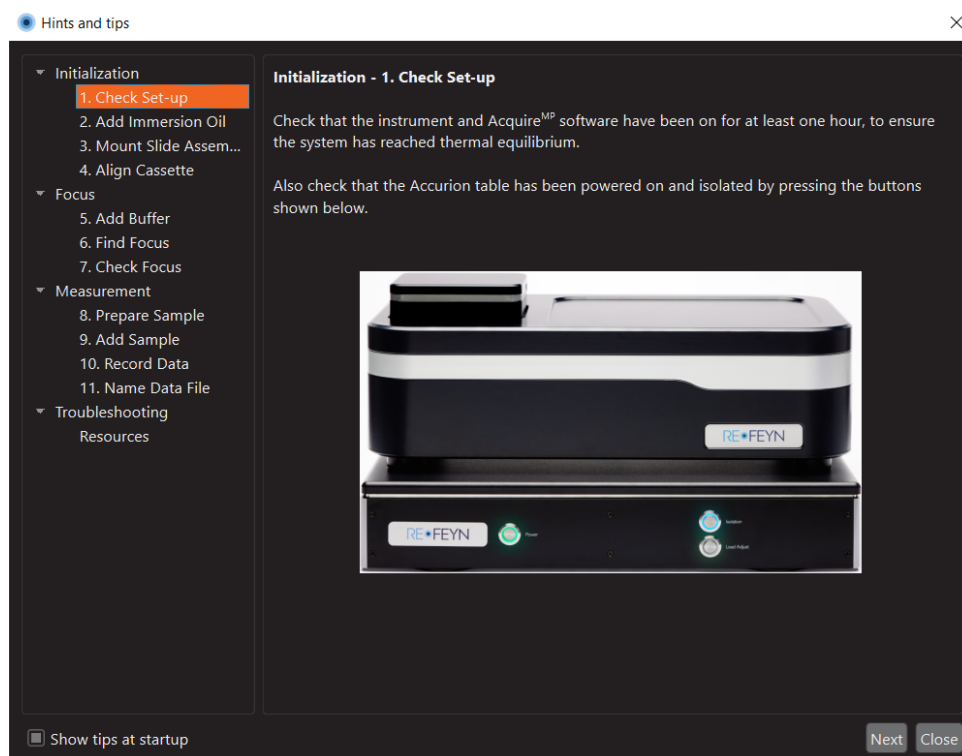 Hints and tips
Initialization
1. Check Set-up
2. Add Immersion Oil
3. Mount Slide Assem...
4. Align Cassette
Focus
5. Add Buffer
6. Find Focus
7. Check Focus
Measurement
8. Prepare Sample
9. Add Sample
10. Record Data
11. Name Data File
Troubleshooting
Resources
Initialization - 1. Check Set-up
Check that the instrument and Acquireᴹᴾ software have been on for at least one hour, to ensure
the system has reached thermal equilibrium.
Also check that the Accurion table has been powered on and isolated by pressing the buttons
shown below.
REFEYN
REFEYN
Power
Isolation
Load Adjust
Show tips at startup
Next
Close